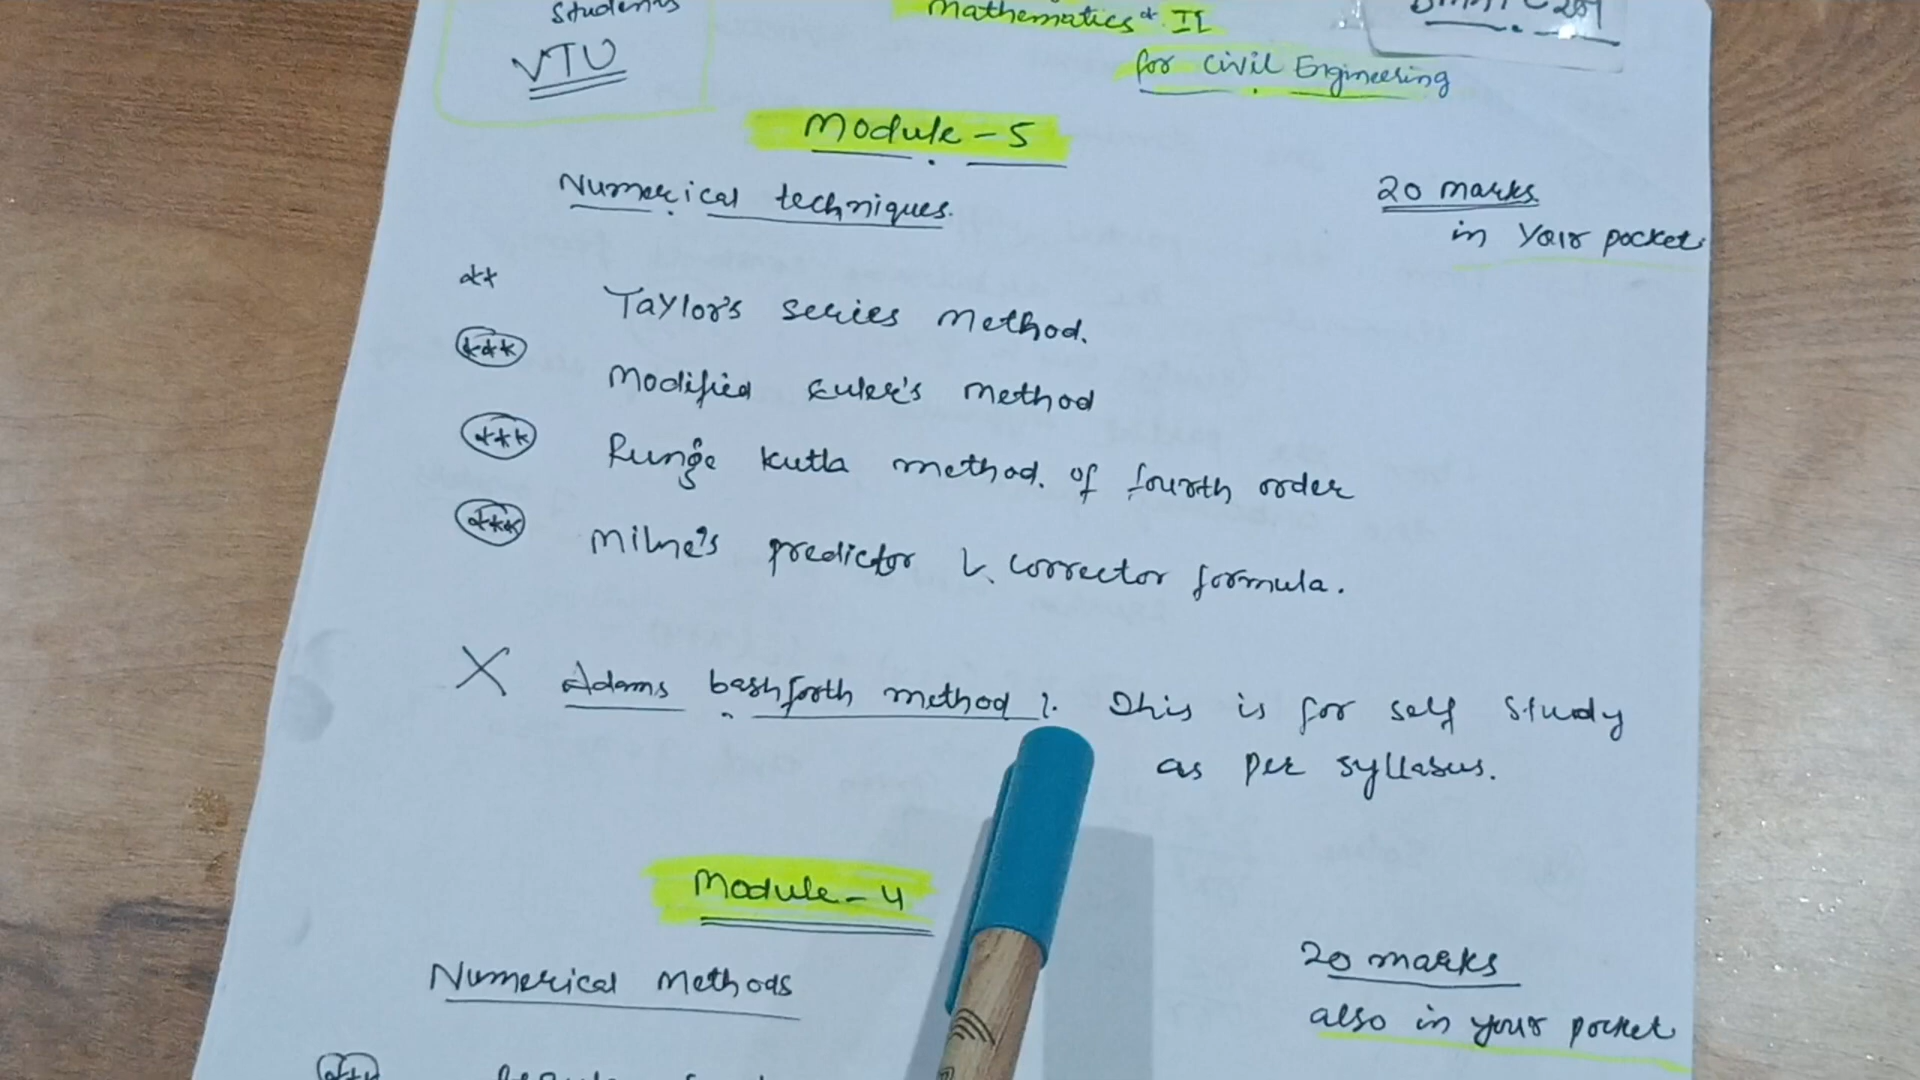 Students
VTU
Mathematics II
for Civil Engineering
Module - 5
Numerical techniques.
20 marks
in your pocket
** Taylor's series Method.
*** Modified Euler's method
*** Runge kutta method. of fourth order
*** Milne's predictor & corrector formula.
X Adams bashforth method : This is for self study
as per syllabus.
Module - 4
Numerical Methods
20 marks
also in your pocket